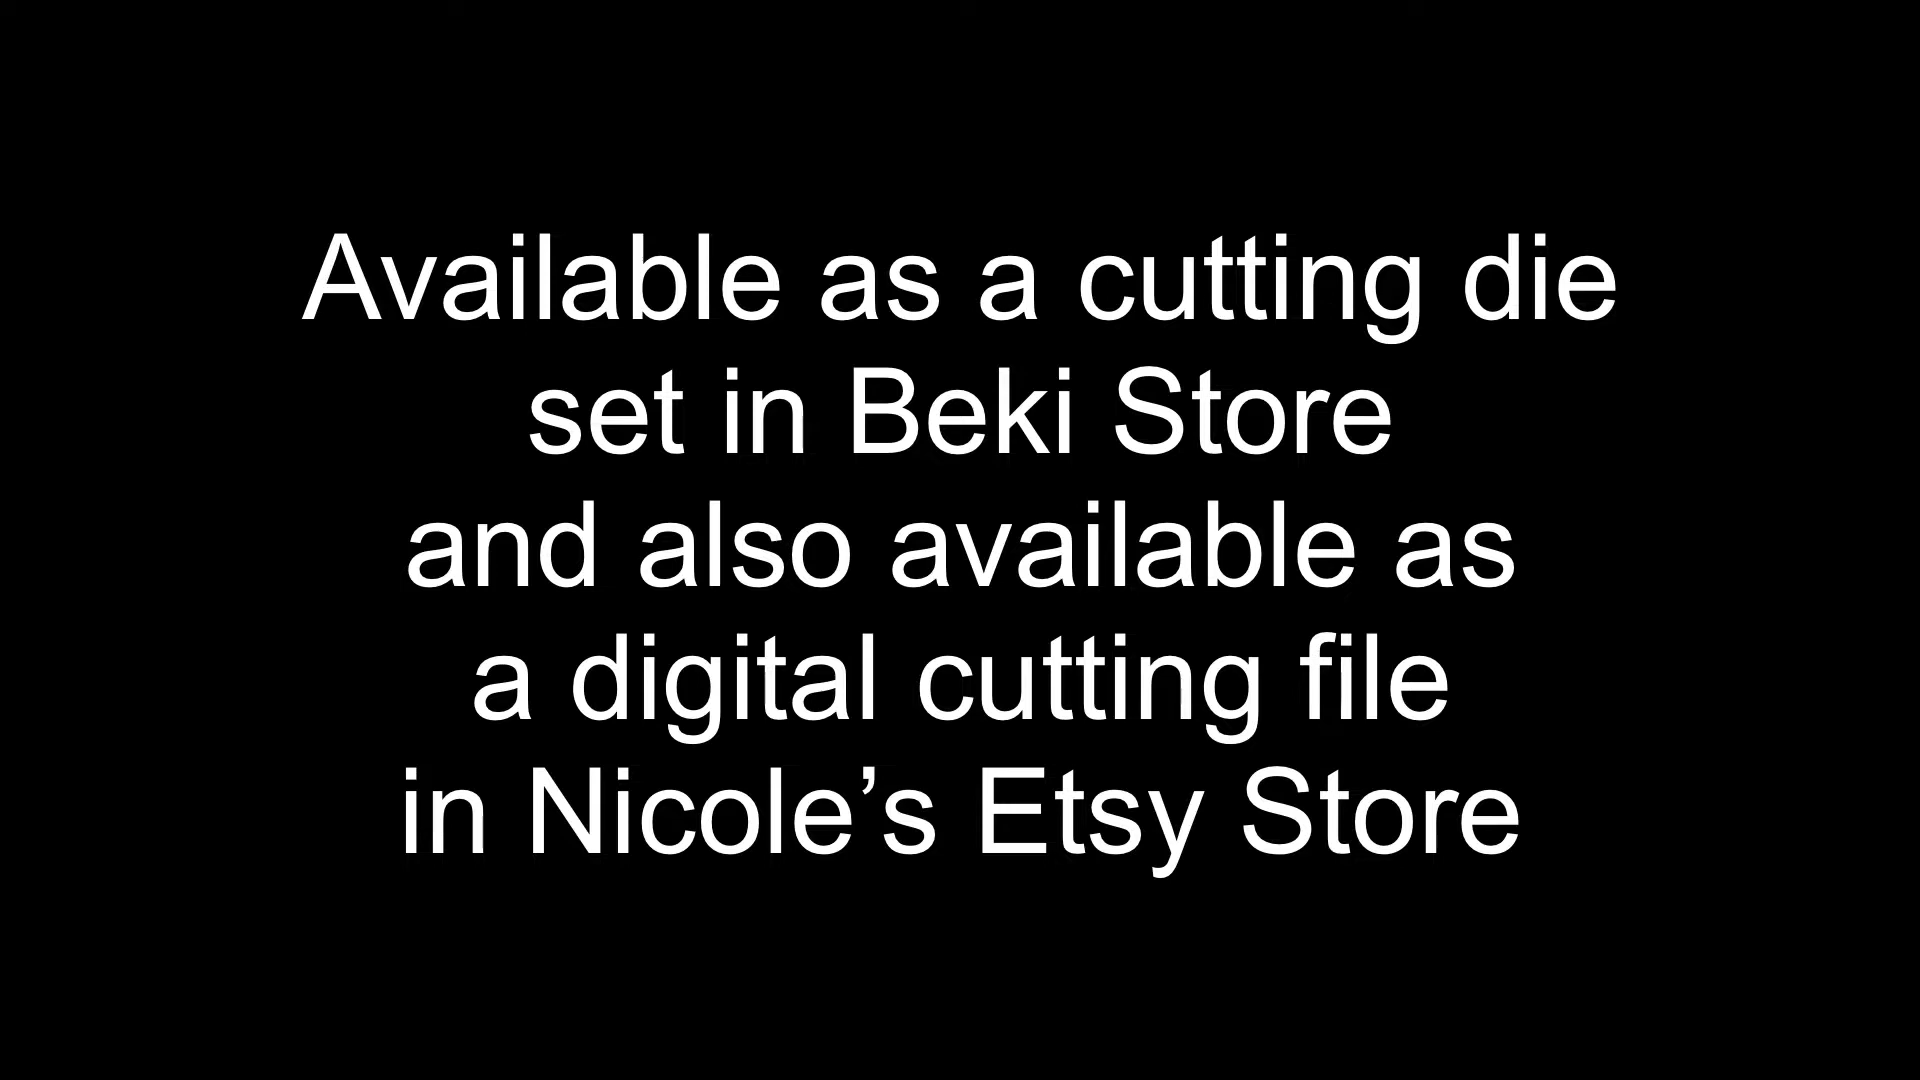 Available as a cutting die
set in Beki Store
and also available as
a digital cutting file
in Nicole’s Etsy Store